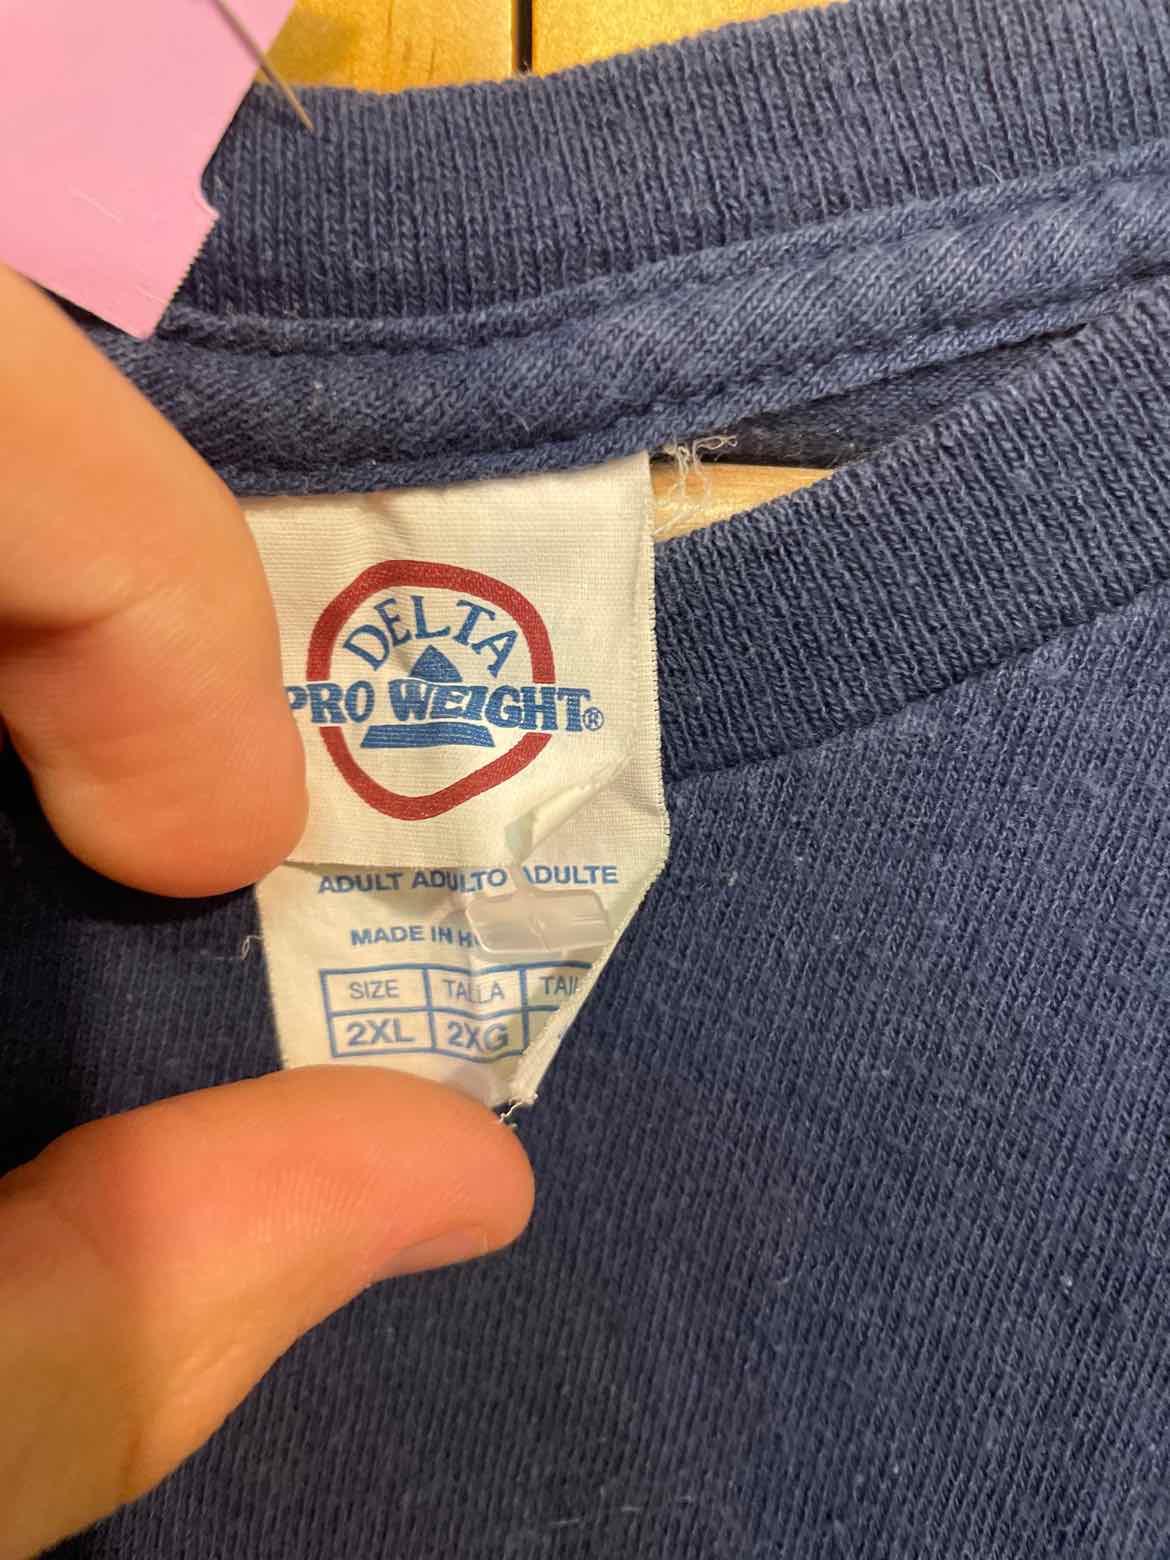 DELTA
PRO WEIGHT®
ADULT ADULTO ADULTE
MADE IN
SIZE TALLA
2XL 2XG